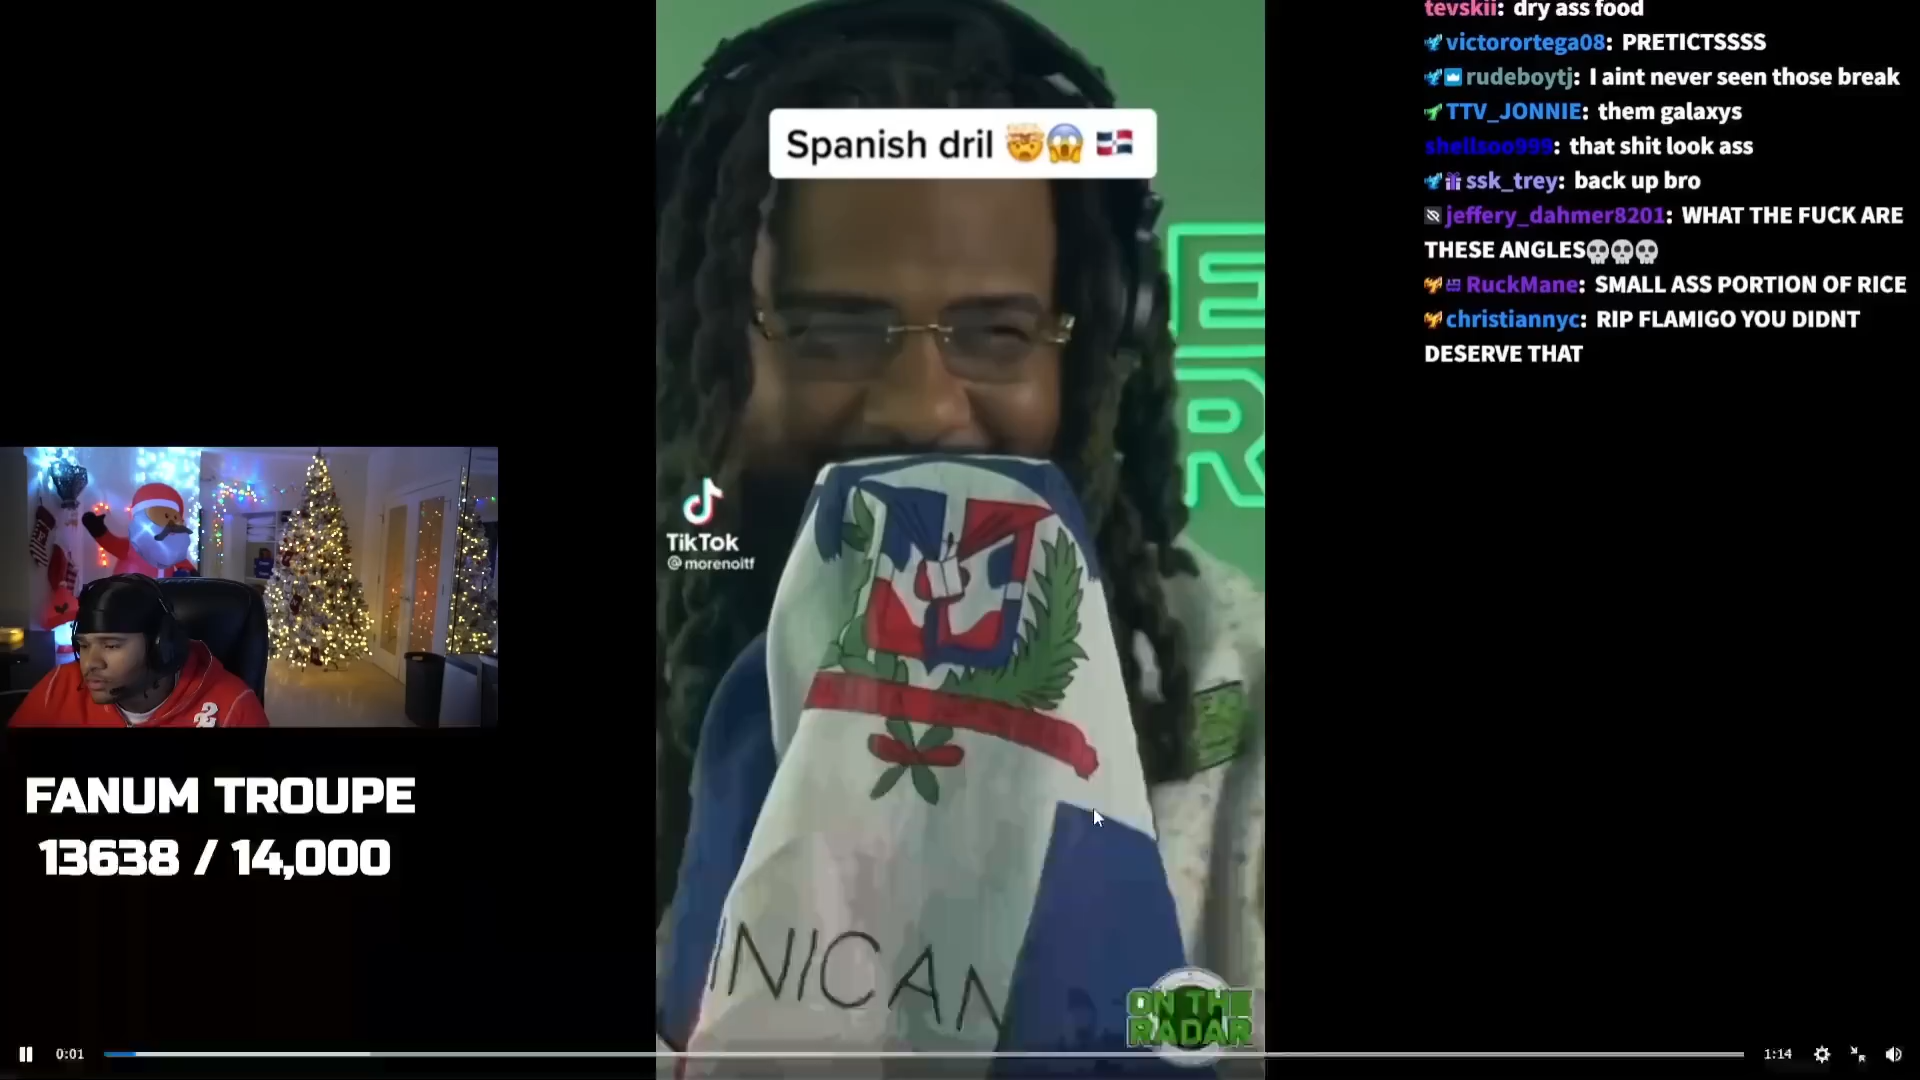 tevskii: dry ass food
victorortega08: PRETICTSSSS
rudeboytj: I aint never seen those break
TTV_JONNIE: them galaxys
shellsoo999: that shit look ass
ssk_trey: back up bro
jeffery_dahmer8201: WHAT THE FUCK ARE
THESE ANGLES💀💀💀
RuckMane: SMALL ASS PORTION OF RICE
christiannyc: RIP FLAMIGO YOU DIDNT
DESERVE THAT
Spanish dril 🤯😱 🇩🇴
E
R
TikTok
@morenoitf
INICAN
ON THE
RADAR
FANUM TROUPE
13638 / 14,000
0:01
1:14